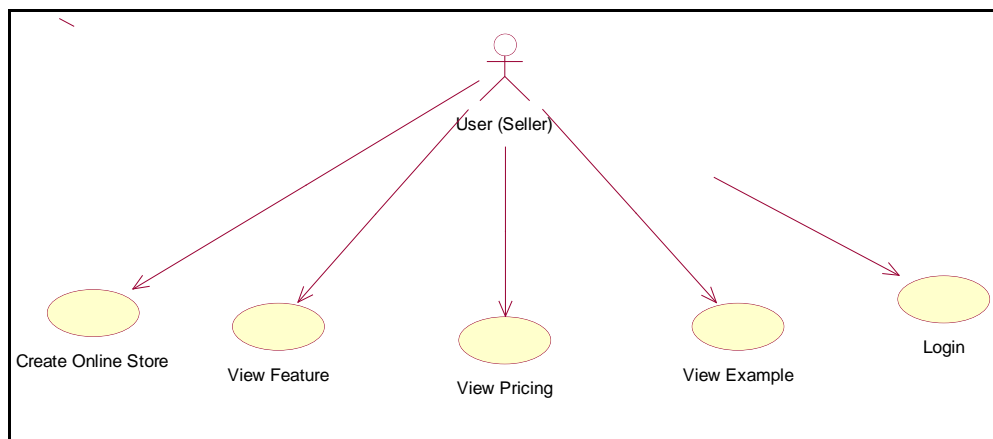 User (Seller)
Create Online Store
View Feature
View Pricing
View Example
Login